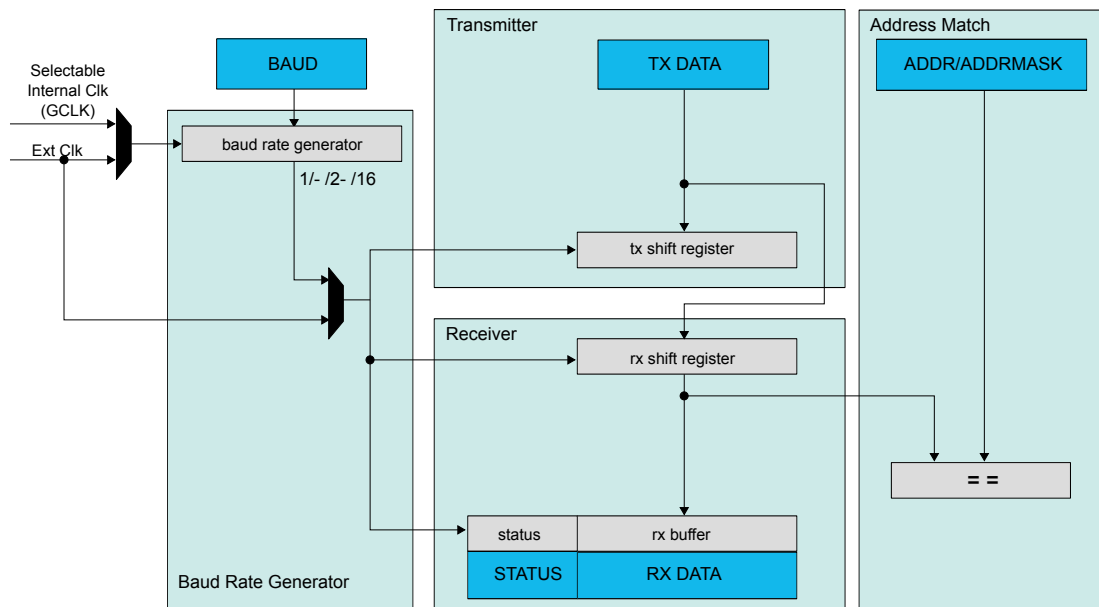 Transmitter
Address Match
BAUD
TX DATA
ADDR/ADDRMASK
Selectable
Internal Clk
(GCLK)
Ext Clk
baud rate generator
1/- /2- /16
tx shift register
Receiver
rx shift register
= =
status
rx buffer
STATUS
RX DATA
Baud Rate Generator